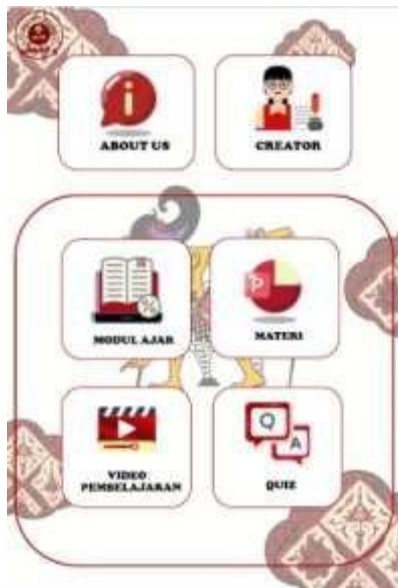 ABOUT US
CREATOR
MODUL AJAR
P
MATERI
VIDEO
PEMBELAJARAN
Q
A
QUIZ